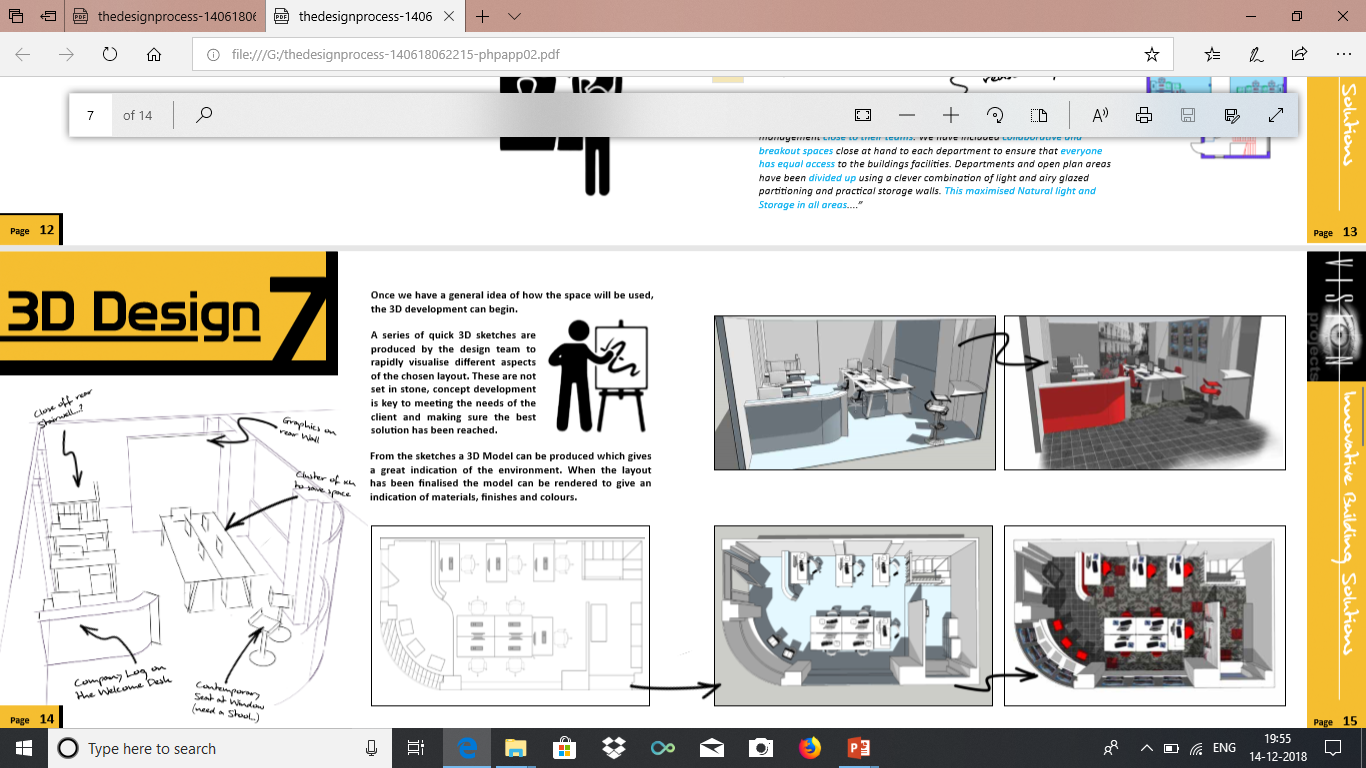 thedesignprocess-14061806
thedesignprocess-1406
file:///G:/thedesignprocess-140618062215-phpapp02.pdf
7 of 14
management close to their teams. We have included collaborative and
breakout spaces close at hand to each department to ensure that everyone
has equal access to the buildings facilities. Departments and open plan areas
have been divided up using a clever combination of light and airy glazed
partitioning and practical storage walls. This maximised Natural light and
Storage in all areas...."
Solutions
Page 12
Page 13
3D Design 7
Once we have a general idea of how the space will be used,
the 3D development can begin.
A series of quick 3D sketches are
produced by the design team to
rapidly visualise different aspects
of the chosen layout. These are not
set in stone, concept development
is key to meeting the needs of the
client and making sure the best
solution has been reached.
From the sketches a 3D Model can be produced which gives
a great indication of the environment. When the layout
has been finalised the model can be rendered to give an
indication of materials, finishes and colours.
Close off rear
Stairwell..?
Graphics on
rear Wall
Cluster of
to save space
Company Logo on
the Welcome Desk
Contemporary
Seat at Window
(need a Stool..)
VISION
projects
Innovative Building Solutions
Page 14
Page 15
Type here to search
ENG
19:55
14-12-2018